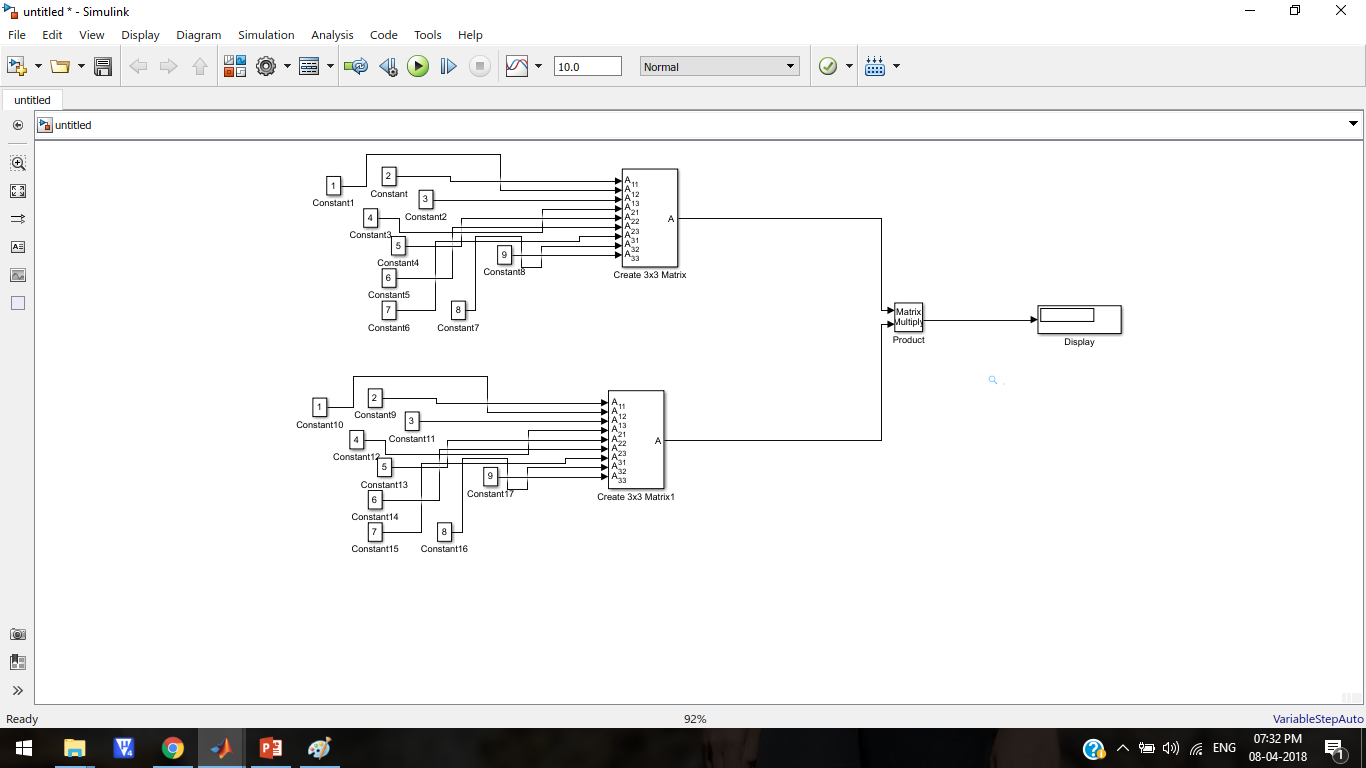 untitled * - Simulink
File Edit View Display Diagram Simulation Analysis Code Tools Help
10.0 Normal
untitled
untitled
1
Constant1
2
Constant
3
Constant2
4
Constant3
5
Constant4
6
Constant5
7
Constant6
8
Constant7
9
Constant8
A11
A12
A13
A21
A22
A23
A31
A32
A33
A
Create 3x3 Matrix
Matrix
Multiply
Product
Display
1
Constant10
2
Constant9
3
Constant11
4
Constant12
5
Constant13
6
Constant14
7
Constant15
8
Constant16
9
Constant17
A11
A12
A13
A21
A22
A23
A31
A32
A33
A
Create 3x3 Matrix1
Ready 92% VariableStepAuto
ENG 07:32 PM
08-04-2018
1